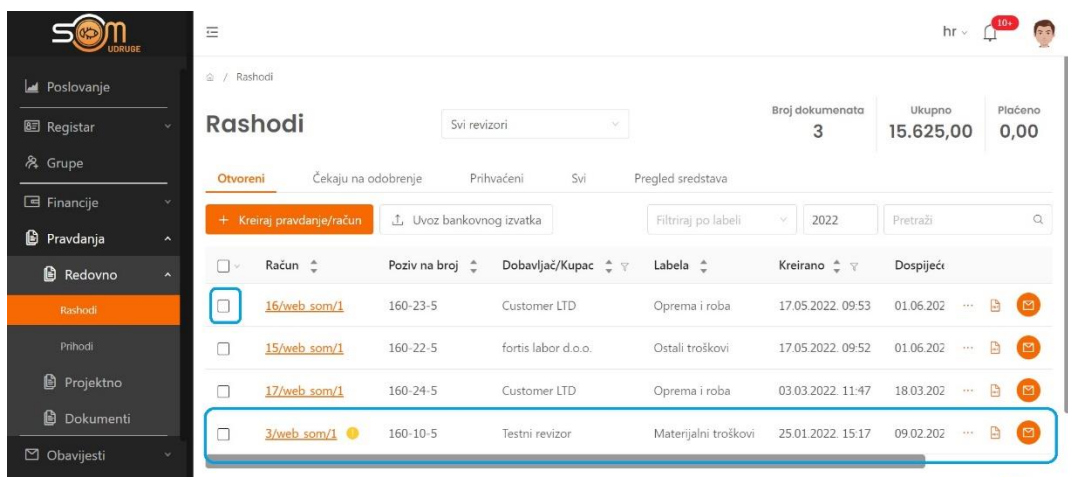 SOM
UDRUGE
hr
10+
Poslovanje
Registar
Grupe
Financije
Pravdanja
Redovno
Rashodi
Prihodi
Projektno
Dokumenti
Obavijesti
/ Rashodi
Rashodi
Svi revizori
Broj dokumenata
3
Ukupno
15.625,00
Plaćeno
0,00
Otvoreni Čekaju na odobrenje Prihvaćeni Svi Pregled sredstava
+ Kreiraj pravdanje/račun Uvoz bankovnog izvatka Filtriraj po labeli 2022 Pretraži
Račun Poziv na broj Dobavljač/Kupac Labela Kreirano Dospijeće
16/web som/1 160-23-5 Customer LTD Oprema i roba 17.05.2022. 09:53 01.06.202 ...
15/web som/1 160-22-5 fortis labor d.o.o. Ostali troškovi 17.05.2022. 09:52 01.06.202 ...
17/web som/1 160-24-5 Customer LTD Oprema i roba 03.03.2022. 11:47 18.03.202 ...
3/web som/1 160-10-5 Testni revizor Materijalni troškovi 25.01.2022. 15:17 09.02.202 ...